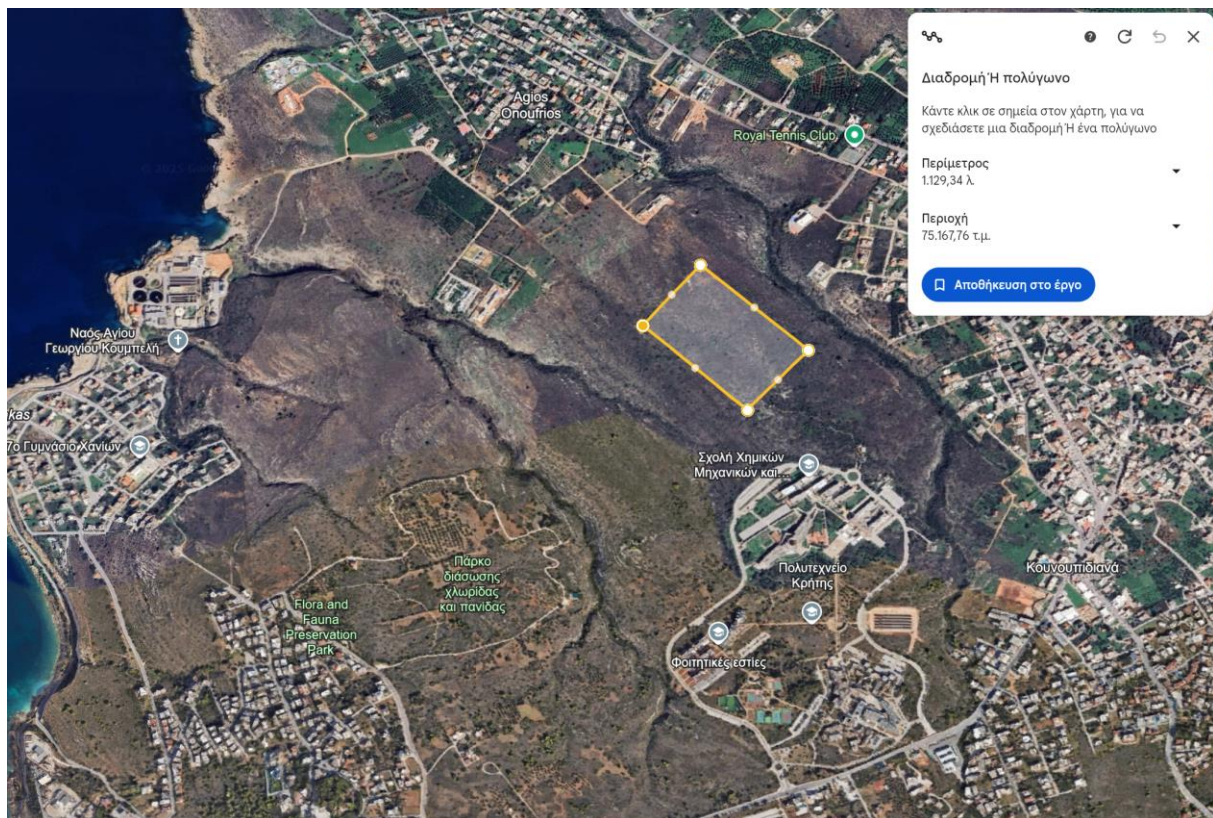 Agios
Onoufrios
Royal Tennis Club
Ναός Αγίου
Γεωργίου Κουμπελή
7ο Γυμνάσιο Χανίων
Σχολή Χημικών
Μηχανικών και...
Πάρκο
διάσωσης
χλωρίδας
και πανίδας
Flora and
Fauna
Preservation
Park
Πολυτεχνείο
Κρήτης
Φοιτητικές εστίες
Κουνουπιδιανά
Διαδρομή Ή πολύγωνο
Κάντε κλικ σε σημεία στον χάρτη, για να
σχεδιάσετε μια διαδρομή Ή ένα πολύγωνο
Περίμετρος
1.129,34 λ.
Περιοχή
75.167,76 τ.μ.
Αποθήκευση στο έργο